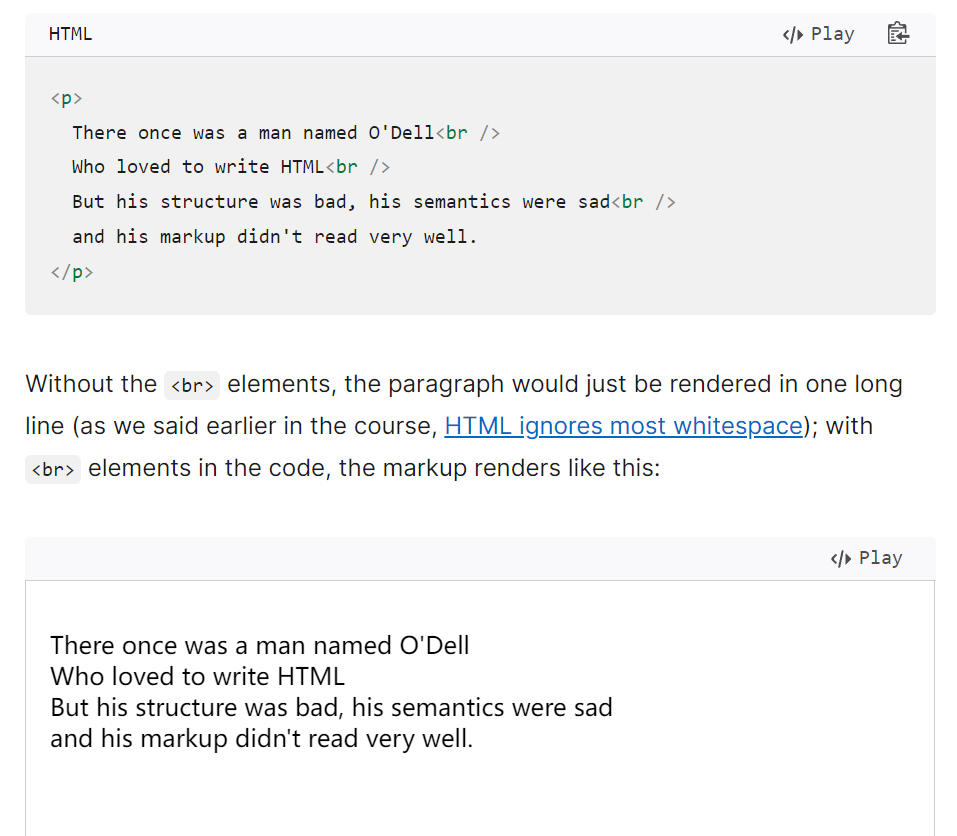 HTML
Play
<p>
There once was a man named O'Dell<br />
Who loved to write HTML<br />
But his structure was bad, his semantics were sad<br />
and his markup didn't read very well.
</p>
Without the <br> elements, the paragraph would just be rendered in one long
line (as we said earlier in the course, HTML ignores most whitespace); with
<br> elements in the code, the markup renders like this:
Play
There once was a man named O'Dell
Who loved to write HTML
But his structure was bad, his semantics were sad
and his markup didn't read very well.